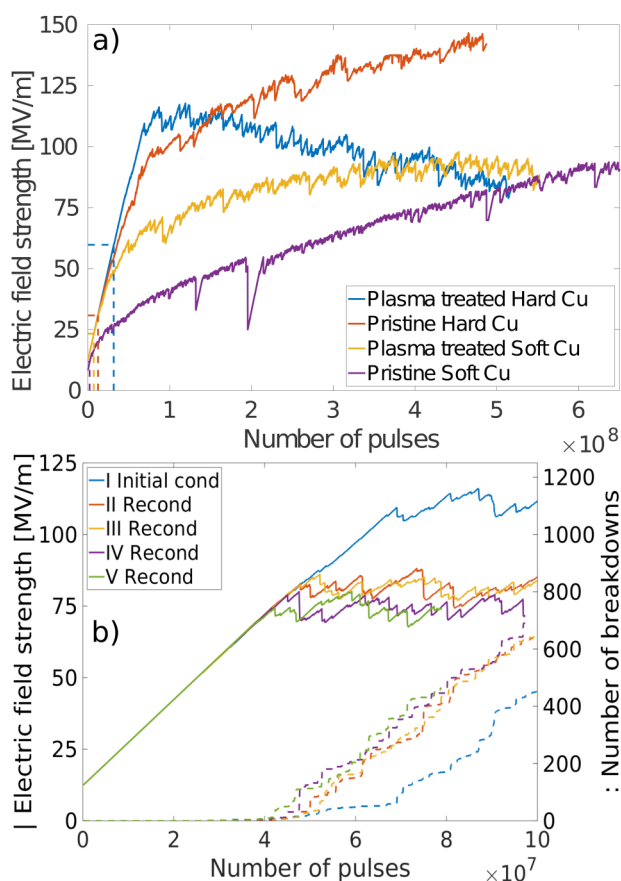 a)
Electric field strength [MV/m]
150
125
100
75
50
25
0
Plasma treated Hard Cu
Pristine Hard Cu
Plasma treated Soft Cu
Pristine Soft Cu
0 1 2 3 4 5 6
Number of pulses
×10⁸
b)
| Electric field strength [MV/m]
125
100
75
50
25
0
I Initial cond
II Recond
III Recond
IV Recond
V Recond
1200
1000
800
600
400
200
0
: Number of breakdowns
0 2 4 6 8 10
Number of pulses
×10⁷